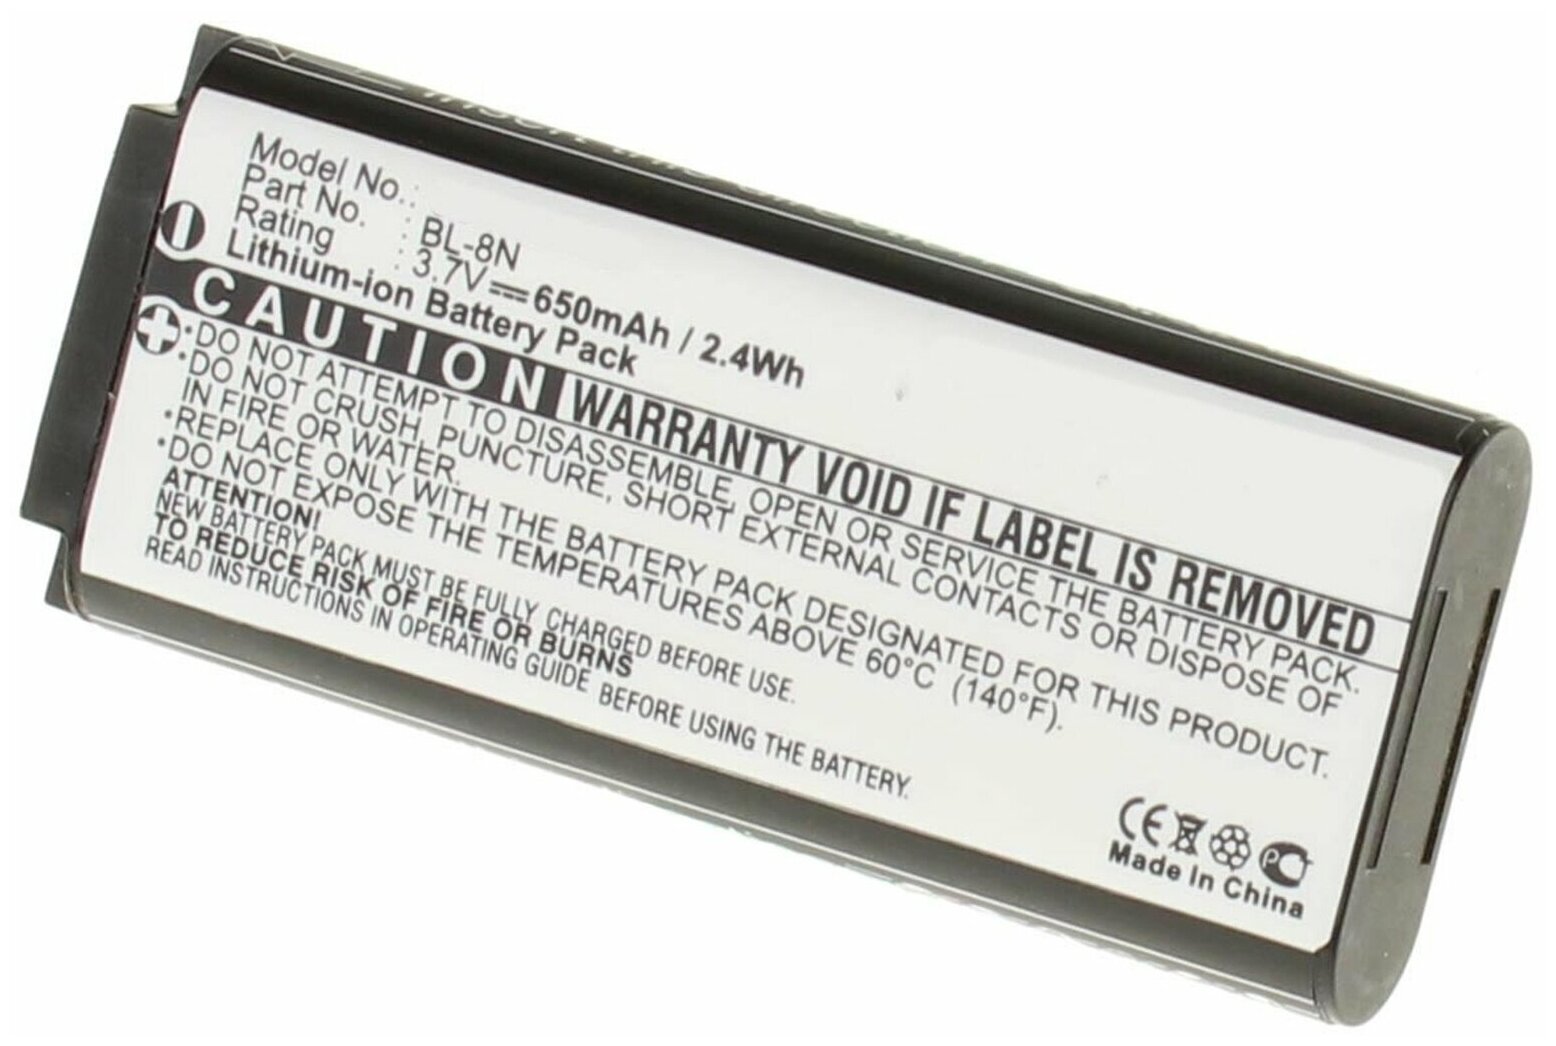 Insert this direction
Model No. :
Part No. : BL-8N
Rating : 3.7V⎓650mAh / 2.4Wh
Lithium-ion Battery Pack
CAUTION WARRANTY VOID IF LABEL IS REMOVED
•DO NOT ATTEMPT TO DISASSEMBLE, OPEN OR SERVICE THE BATTERY PACK.
•DO NOT CRUSH, PUNCTURE, SHORT EXTERNAL CONTACTS OR DISPOSE OF
IN FIRE OR WATER.
•REPLACE ONLY WITH THE BATTERY PACK DESIGNATED FOR THIS PRODUCT.
•DO NOT EXPOSE THE TEMPERATURES ABOVE 60°C (140°F).
ATTENTION!
NEW BATTERY PACK MUST BE FULLY CHARGED BEFORE USE.
TO REDUCE RISK OF FIRE OR BURNS
READ INSTRUCTIONS IN OPERATING GUIDE BEFORE USING THE BATTERY.
CE PC
Made In China